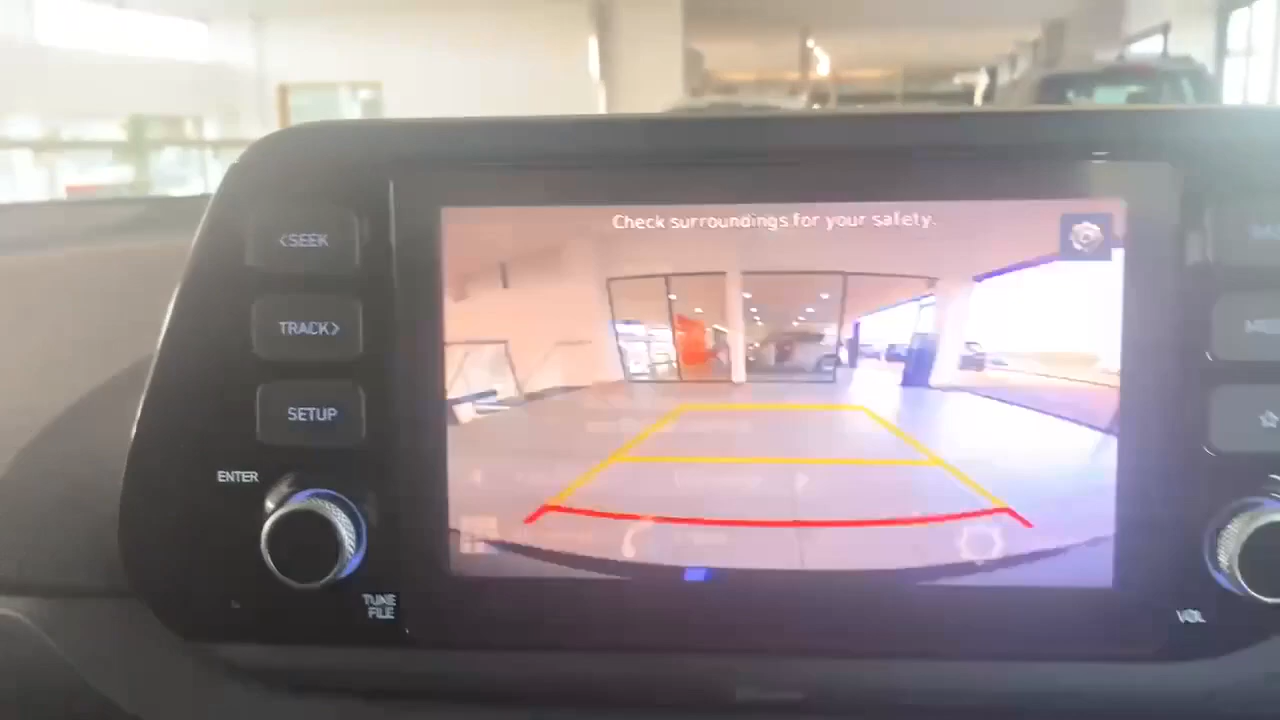 Check surroundings for your safety.
<SEEK
TRACK>
SETUP
ENTER
TUNE
FILE
VOL